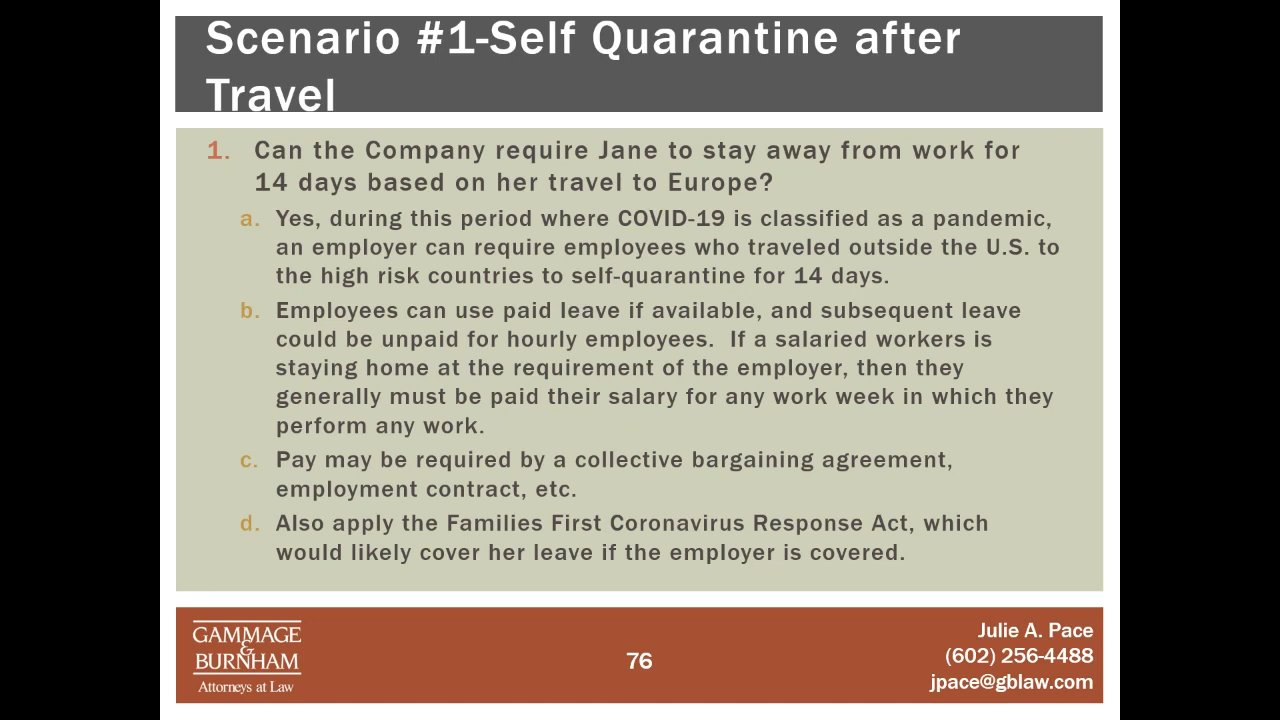 Scenario #1-Self Quarantine after
Travel
1. Can the Company require Jane to stay away from work for
14 days based on her travel to Europe?
a. Yes, during this period where COVID-19 is classified as a pandemic,
an employer can require employees who traveled outside the U.S. to
the high risk countries to self-quarantine for 14 days.
b. Employees can use paid leave if available, and subsequent leave
could be unpaid for hourly employees.  If a salaried workers is
staying home at the requirement of the employer, then they
generally must be paid their salary for any work week in which they
perform any work.
c. Pay may be required by a collective bargaining agreement,
employment contract, etc.
d. Also apply the Families First Coronavirus Response Act, which
would likely cover her leave if the employer is covered.
GAMMAGE
&
BURNHAM
Attorneys at Law
76
Julie A. Pace
(602) 256-4488
jpace@gblaw.com